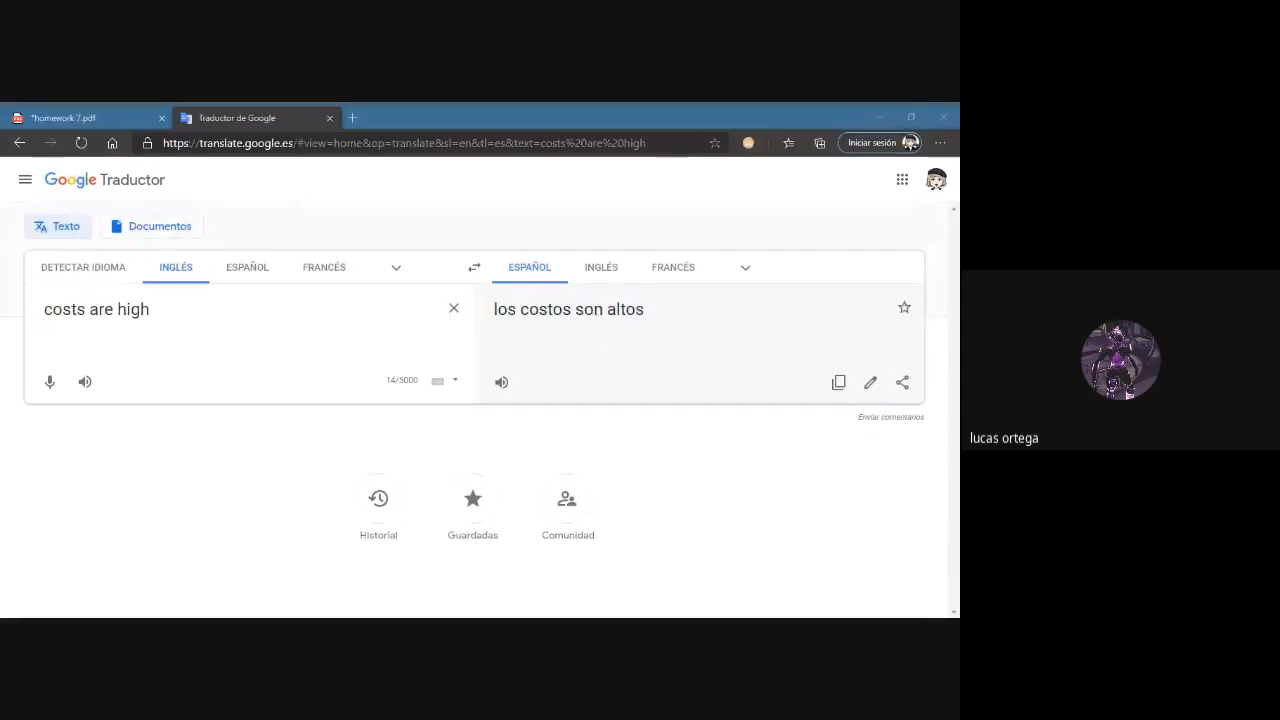 *homework 7.pdf
Traductor de Google
https://translate.google.es/#view=home&op=translate&sl=en&tl=es&text=costs%20are%20high
Iniciar sesión
Google Traductor
Texto
Documentos
DETECTAR IDIOMA
INGLÉS
ESPAÑOL
FRANCÉS
ESPAÑOL
INGLÉS
FRANCÉS
costs are high
los costos son altos
14/5000
Enviar comentarios
lucas ortega
Historial
Guardadas
Comunidad